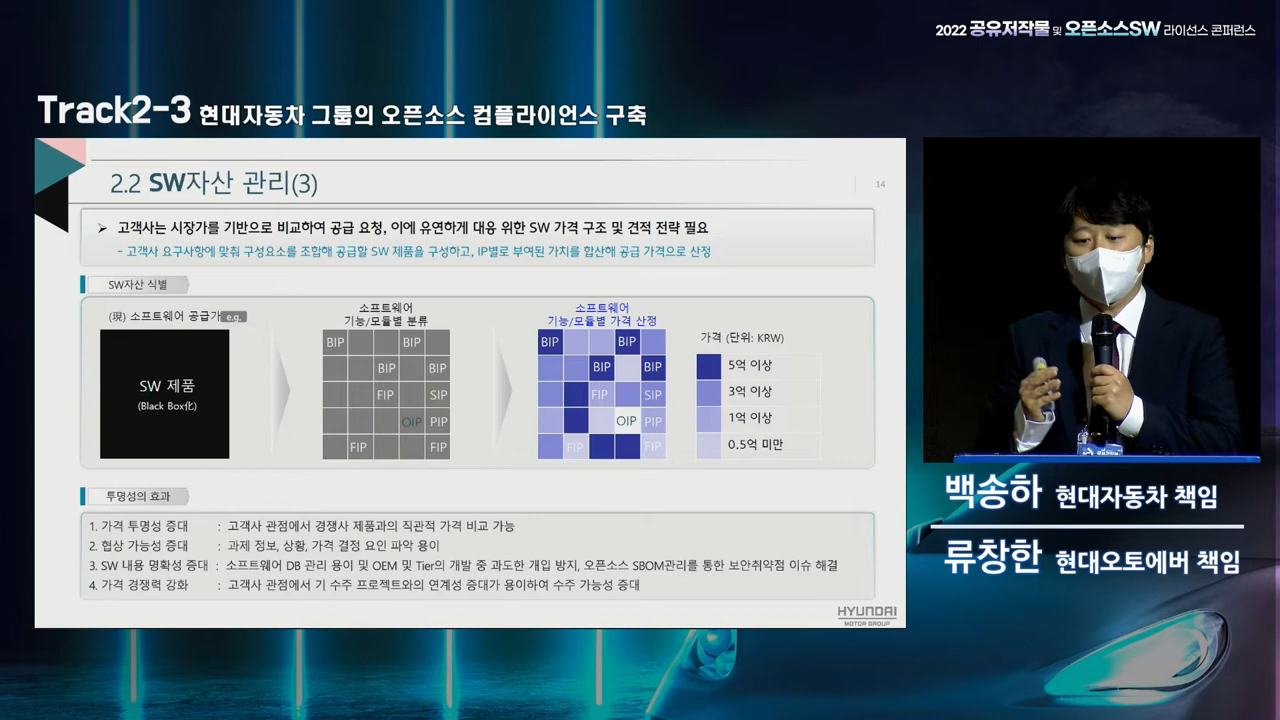 2022 공유저작물 및 오픈소스SW 라이선스 콘퍼런스
Track2-3 현대자동차 그룹의 오픈소스 컴플라이언스 구축
2.2 SW자산 관리(3)
14
➤ 고객사는 시장가를 기반으로 비교하여 공급 요청, 이에 유연하게 대응 위한 SW 가격 구조 및 견적 전략 필요
- 고객사 요구사항에 맞춰 구성요소를 조합해 공급할 SW 제품을 구성하고, IP별로 부여된 가치를 합산해 공급 가격으로 산정
SW자산 식별
(現) 소프트웨어 공급가 e.g.
SW 제품
(Black Box化)
소프트웨어
기능/모듈별 분류
BIP BIP
BIP BIP
FIP SIP
OIP PIP
FIP FIP
소프트웨어
기능/모듈별 가격 산정
BIP BIP
BIP BIP
FIP SIP
OIP PIP
FIP FIP
가격 (단위: KRW)
5억 이상
3억 이상
1억 이상
0.5억 미만
투명성의 효과
1. 가격 투명성 증대 : 고객사 관점에서 경쟁사 제품과의 직관적 가격 비교 가능
2. 협상 가능성 증대 : 과제 정보, 상황, 가격 결정 요인 파악 용이
3. SW 내용 명확성 증대 : 소프트웨어 DB관리 용이 및 OEM 및 Tier의 개발 중 과도한 개입 방지, 오픈소스 SBOM관리를 통한 보안취약점 이슈 해결
4. 가격 경쟁력 강화 : 고객사 관점에서 기 수주 프로젝트와의 연계성 증대가 용이하여 수주 가능성 증대
HYUNDAI
MOTOR GROUP
백송하 현대자동차 책임
류창한 현대오토에버 책임